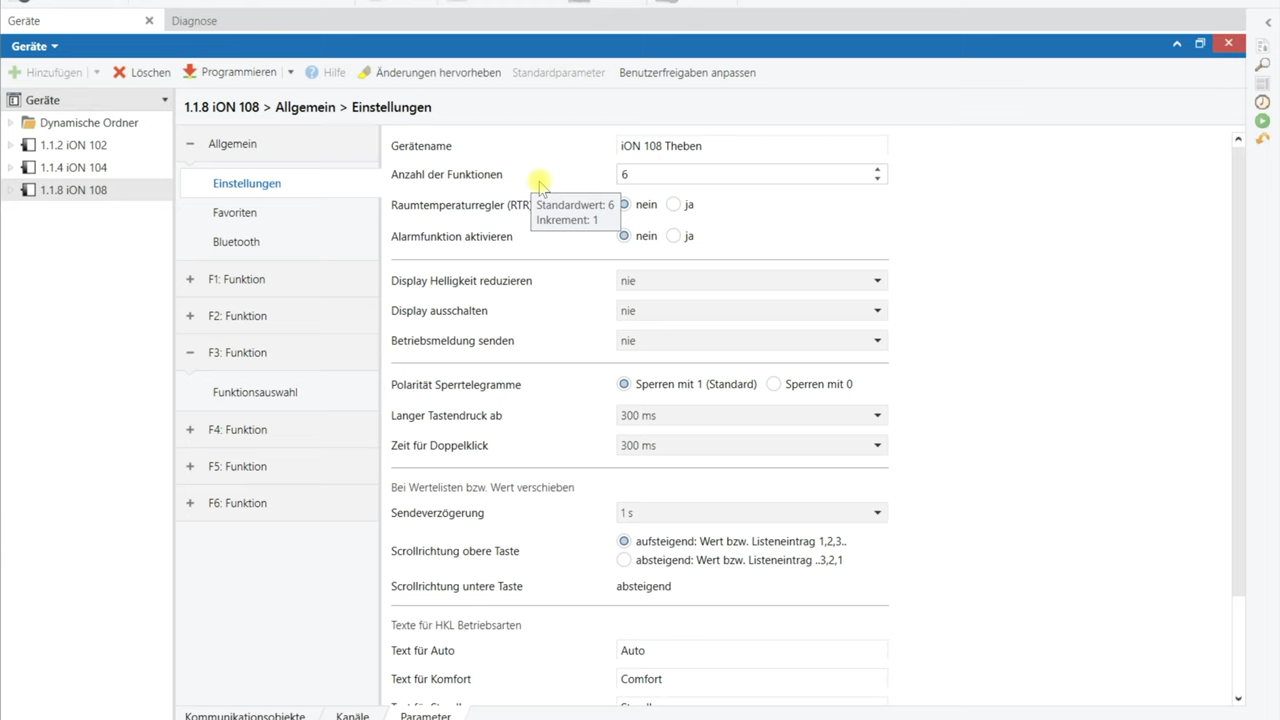 Geräte
Diagnose
Geräte
Hinzufügen
Löschen
Programmieren
Hilfe
Änderungen hervorheben
Standardparameter
Benutzerfreigaben anpassen
Geräte
Dynamische Ordner
1.1.2 iON 102
1.1.4 iON 104
1.1.8 iON 108
1.1.8 iON 108 > Allgemein > Einstellungen
Allgemein
Einstellungen
Favoriten
Bluetooth
F1: Funktion
F2: Funktion
F3: Funktion
Funktionsauswahl
F4: Funktion
F5: Funktion
F6: Funktion
Gerätename iON 108 Theben
Anzahl der Funktionen 6
Raumtemperaturregler (RTR nein ja
Standardwert: 6
Inkrement: 1
Alarmfunktion aktivieren nein ja
Display Helligkeit reduzieren nie
Display ausschalten nie
Betriebsmeldung senden nie
Polarität Sperrtelegramme Sperren mit 1 (Standard) Sperren mit 0
Langer Tastendruck ab 300 ms
Zeit für Doppelklick 300 ms
Bei Wertelisten bzw. Wert verschieben
Sendeverzögerung 1 s
Scrollrichtung obere Taste aufsteigend: Wert bzw. Listeneintrag 1,2,3..
absteigend: Wert bzw. Listeneintrag ..3,2,1
Scrollrichtung untere Taste absteigend
Texte für HKL Betriebsarten
Text für Auto Auto
Text für Komfort Comfort
Kommunikationsobjekte Kanäle Parameter